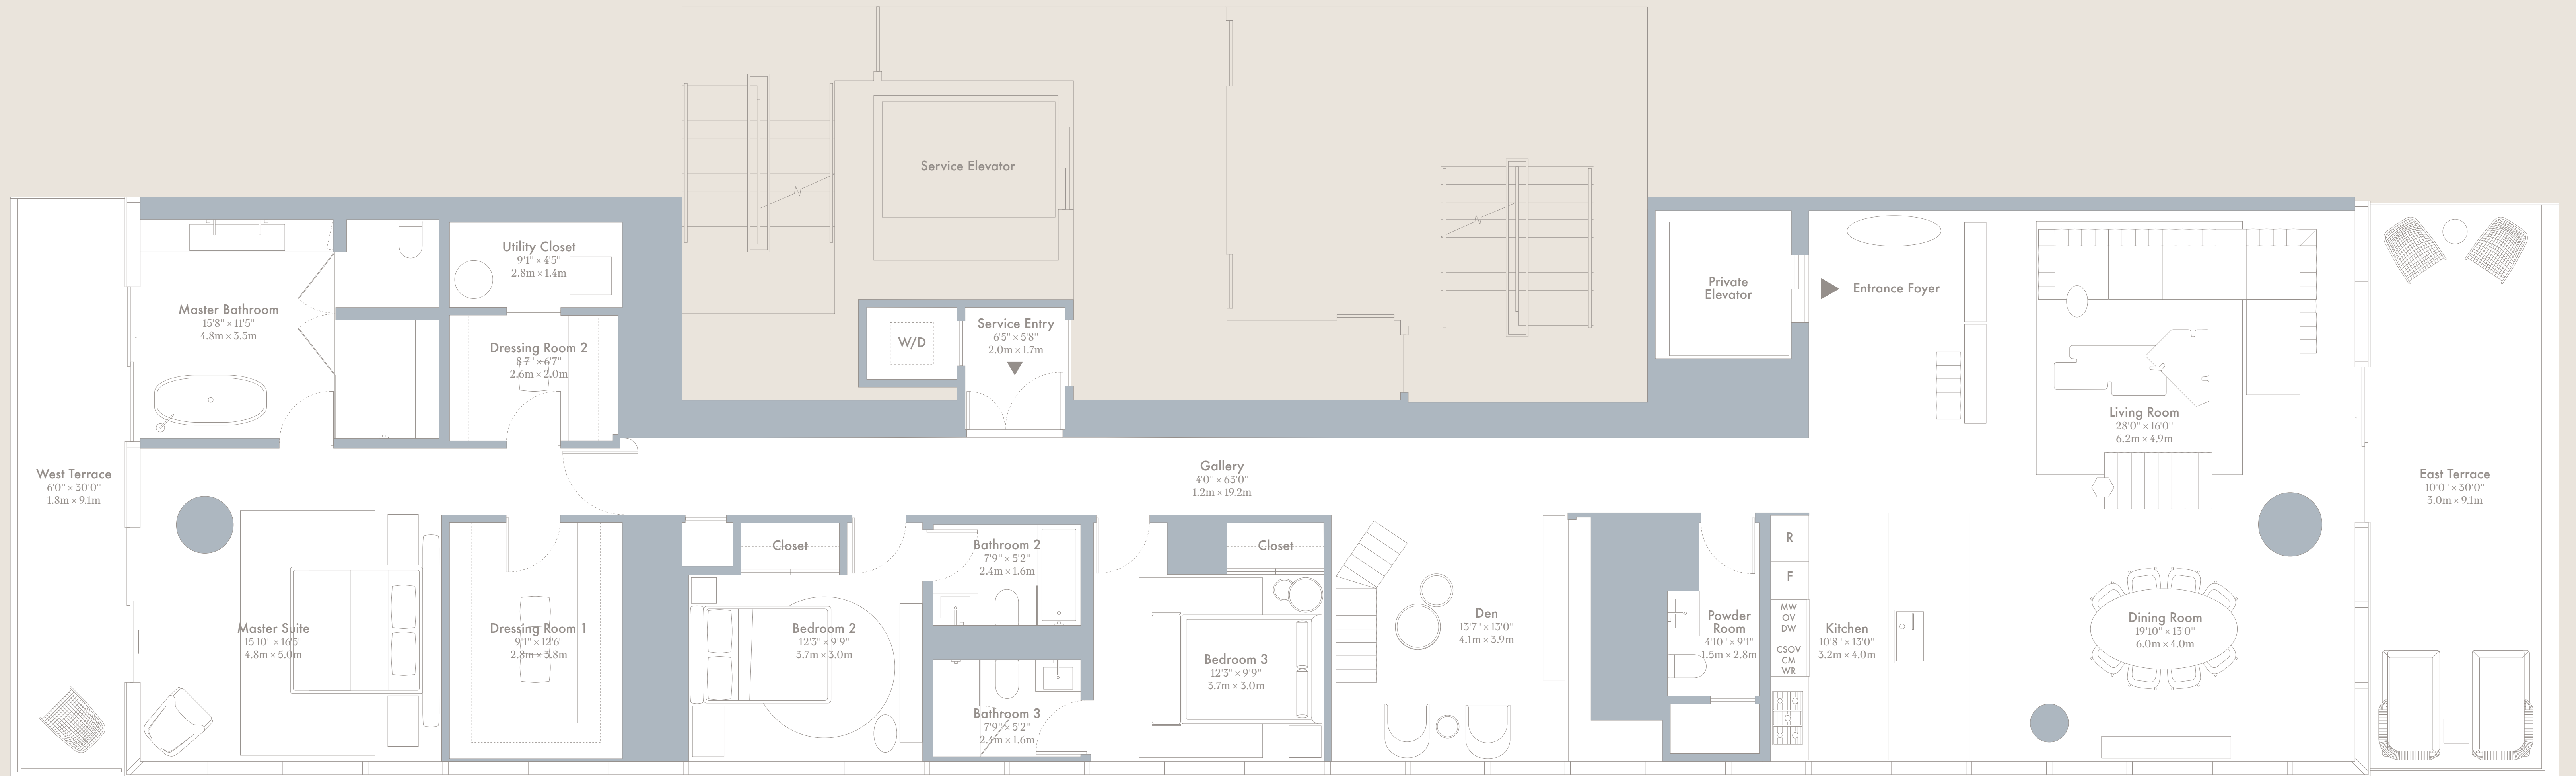 Service Elevator
Utility Closet
9'1" × 4'5"
2.8m × 1.4m
Master Bathroom
15'8" × 11'5"
4.8m × 3.5m
Dressing Room 2
8'7" × 6'7"
2.6m × 2.0m
W/D
Service Entry
6'5" × 5'8"
2.0m × 1.7m
Private
Elevator
Entrance Foyer
Living Room
28'0" × 16'0"
6.2m × 4.9m
West Terrace
6'0" × 30'0"
1.8m × 9.1m
Gallery
4'0" × 63'0"
1.2m × 19.2m
East Terrace
10'0" × 30'0"
3.0m × 9.1m
Master Suite
15'10" × 16'5"
4.8m × 5.0m
Dressing Room 1
9'1" × 12'6"
2.8m × 3.8m
Closet
Bedroom 2
12'3" × 9'9"
3.7m × 3.0m
Bathroom 2
7'9" × 5'2"
2.4m × 1.6m
Bathroom 3
7'9" × 5'2"
2.4m × 1.6m
Closet
Bedroom 3
12'3" × 9'9"
3.7m × 3.0m
Den
13'7" × 13'0"
4.1m × 3.9m
Powder
Room
4'10" × 9'1"
1.5m × 2.8m
R
F
MW
OV
DW
CSOV
CM
WR
Kitchen
10'8" × 13'0"
3.2m × 4.0m
Dining Room
19'10" × 13'0"
6.0m × 4.0m